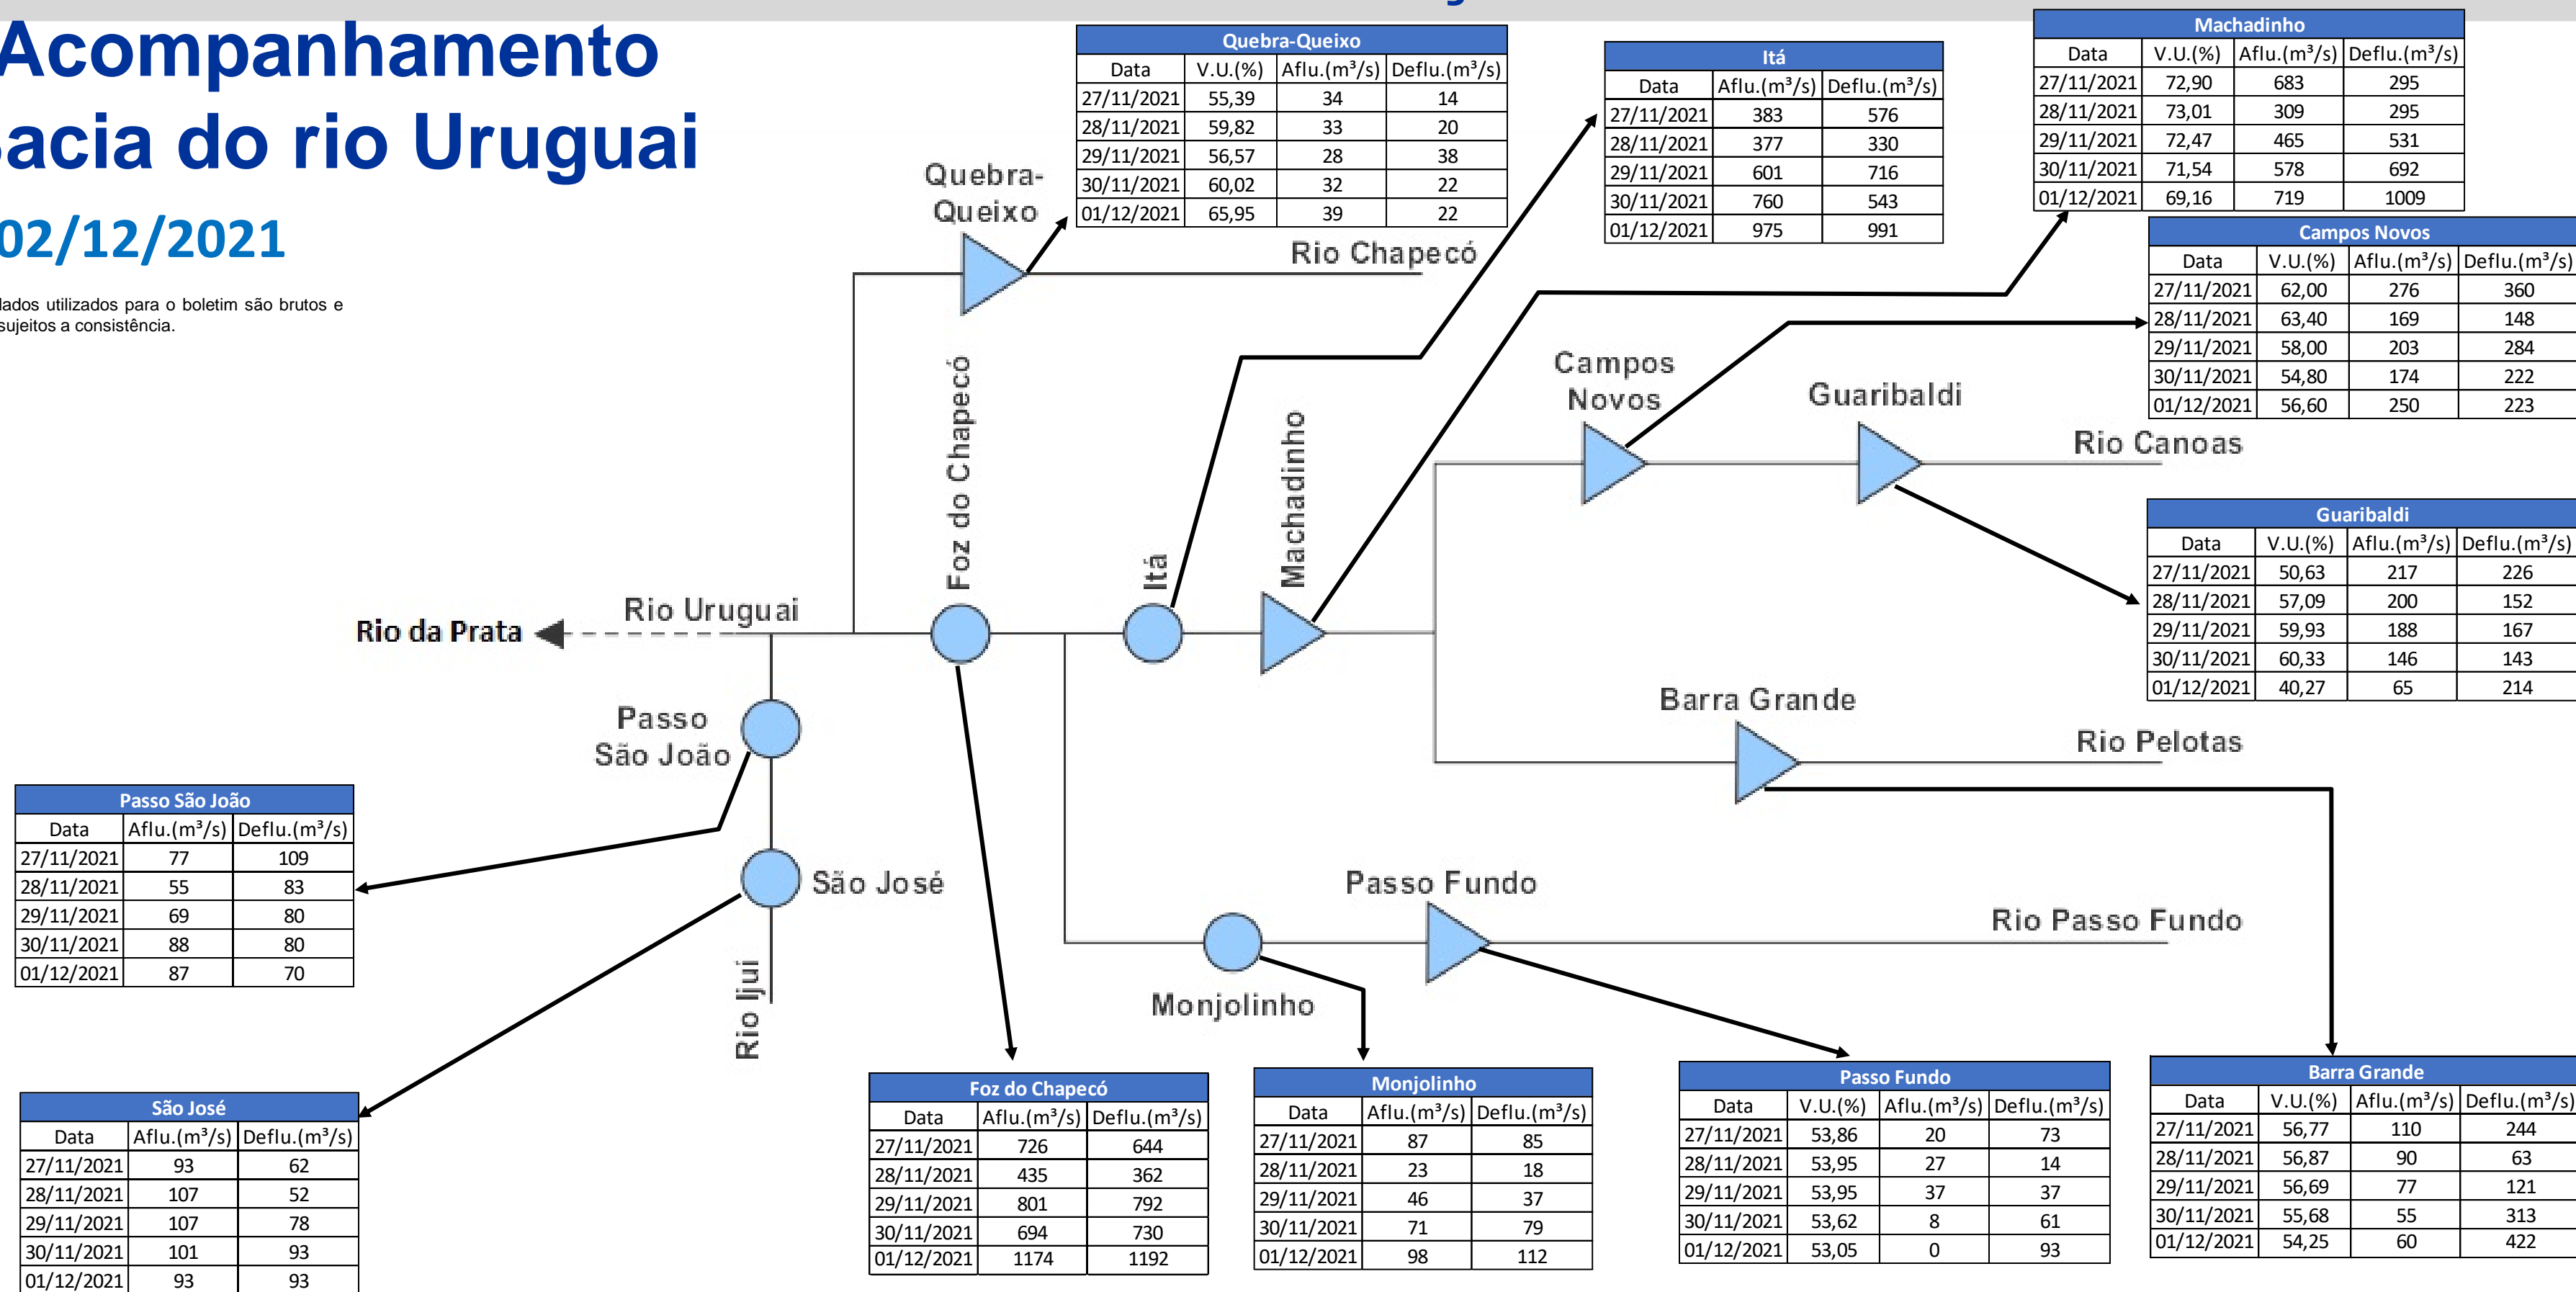 Acompanhamento
Bacia do rio Uruguai
02/12/2021
dados utilizados para o boletim são brutos e
sujeitos a consistência.
Quebra-Queixo
Data V.U.(%) Aflu.(m³/s) Deflu.(m³/s)
27/11/2021 55,39 34 14
28/11/2021 59,82 33 20
29/11/2021 56,57 28 38
30/11/2021 60,02 32 22
01/12/2021 65,95 39 22
Itá
Data Aflu.(m³/s) Deflu.(m³/s)
27/11/2021 383 576
28/11/2021 377 330
29/11/2021 601 716
30/11/2021 760 543
01/12/2021 975 991
Machadinho
Data V.U.(%) Aflu.(m³/s) Deflu.(m³/s)
27/11/2021 72,90 683 295
28/11/2021 73,01 309 295
29/11/2021 72,47 465 531
30/11/2021 71,54 578 692
01/12/2021 69,16 719 1009
Campos Novos
Data V.U.(%) Aflu.(m³/s) Deflu.(m³/s)
27/11/2021 62,00 276 360
28/11/2021 63,40 169 148
29/11/2021 58,00 203 284
30/11/2021 54,80 174 222
01/12/2021 56,60 250 223
Quebra-
Queixo
Rio Chapecó
Foz do Chapecó
Itá
Machadinho
Campos
Novos
Guaribaldi
Rio Canoas
Guaribaldi
Data V.U.(%) Aflu.(m³/s) Deflu.(m³/s)
27/11/2021 50,63 217 226
28/11/2021 57,09 200 152
29/11/2021 59,93 188 167
30/11/2021 60,33 146 143
01/12/2021 40,27 65 214
Rio da Prata
Rio Uruguai
Barra Grande
Rio Pelotas
Passo
São João
São José
Rio Ijuí
Passo Fundo
Rio Passo Fundo
Monjolinho
Passo São João
Data Aflu.(m³/s) Deflu.(m³/s)
27/11/2021 77 109
28/11/2021 55 83
29/11/2021 69 80
30/11/2021 88 80
01/12/2021 87 70
São José
Data Aflu.(m³/s) Deflu.(m³/s)
27/11/2021 93 62
28/11/2021 107 52
29/11/2021 107 78
30/11/2021 101 93
01/12/2021 93 93
Foz do Chapecó
Data Aflu.(m³/s) Deflu.(m³/s)
27/11/2021 726 644
28/11/2021 435 362
29/11/2021 801 792
30/11/2021 694 730
01/12/2021 1174 1192
Monjolinho
Data Aflu.(m³/s) Deflu.(m³/s)
27/11/2021 87 85
28/11/2021 23 18
29/11/2021 46 37
30/11/2021 71 79
01/12/2021 98 112
Passo Fundo
Data V.U.(%) Aflu.(m³/s) Deflu.(m³/s)
27/11/2021 53,86 20 73
28/11/2021 53,95 27 14
29/11/2021 53,95 37 37
30/11/2021 53,62 8 61
01/12/2021 53,05 0 93
Barra Grande
Data V.U.(%) Aflu.(m³/s) Deflu.(m³/s)
27/11/2021 56,77 110 244
28/11/2021 56,87 90 63
29/11/2021 56,69 77 121
30/11/2021 55,68 55 313
01/12/2021 54,25 60 422